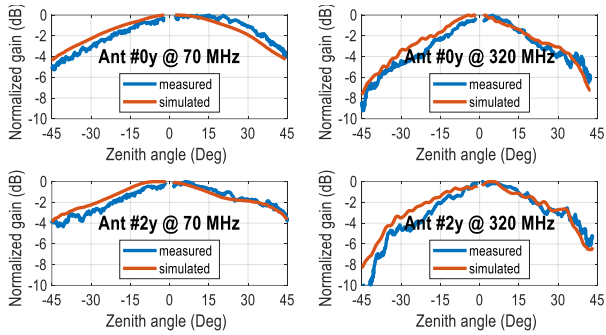 Normalized gain (dB)
0
-2
-4
-6
-8
-10
Ant #0y @ 70 MHz
measured
simulated
-45 -30 -15 0 15 30 45
Zenith angle (Deg)
Normalized gain (dB)
0
-2
-4
-6
-8
-10
Ant #0y @ 320 MHz
measured
simulated
-45 -30 -15 0 15 30 45
Zenith angle (Deg)
Normalized gain (dB)
0
-2
-4
-6
-8
-10
Ant #2y @ 70 MHz
measured
simulated
-45 -30 -15 0 15 30 45
Zenith angle (Deg)
Normalized gain (dB)
0
-2
-4
-6
-8
-10
Ant #2y @ 320 MHz
measured
simulated
-45 -30 -15 0 15 30 45
Zenith angle (Deg)